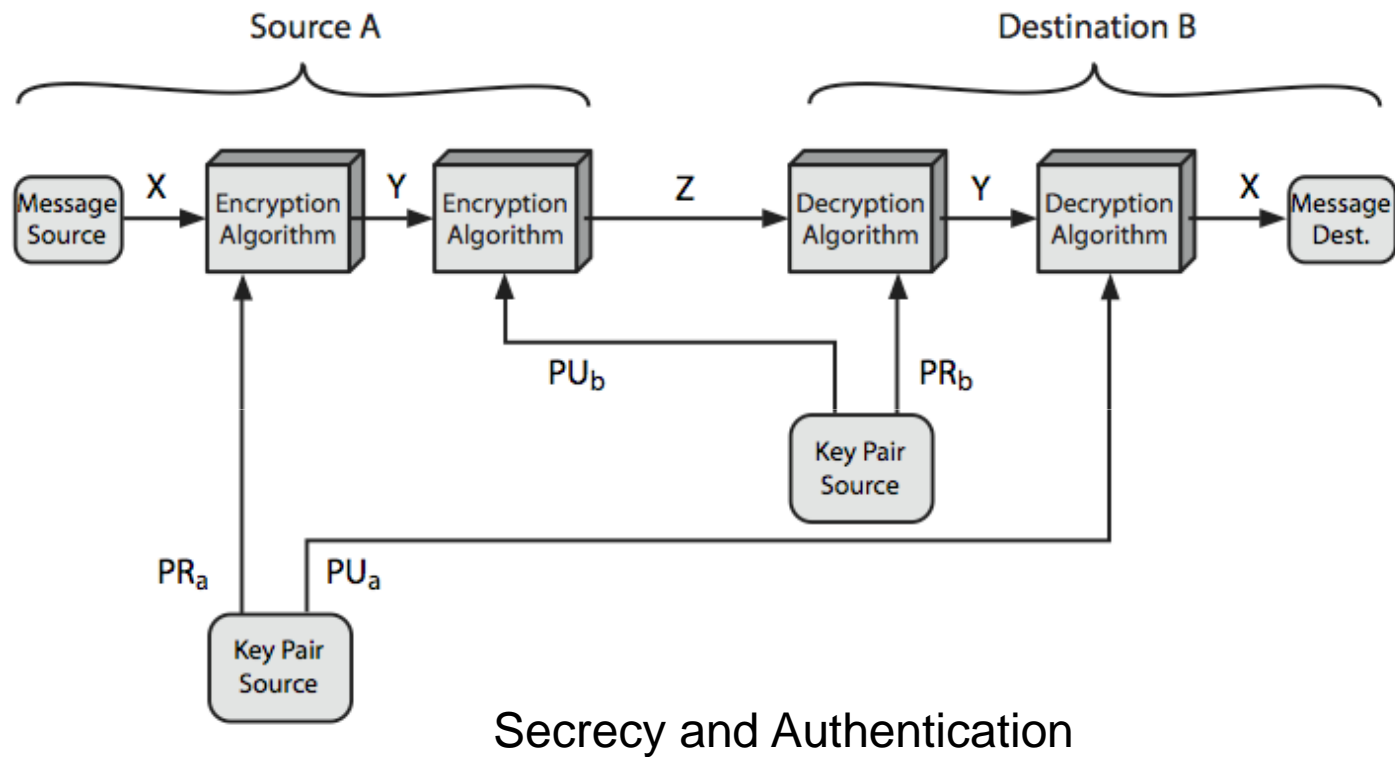 Source A
Destination B
Message
Source
X
Encryption
Algorithm
Y
Encryption
Algorithm
Z
Decryption
Algorithm
Y
Decryption
Algorithm
X
Message
Dest.
PUb
PRb
Key Pair
Source
PRa
PUa
Key Pair
Source
Secrecy and Authentication